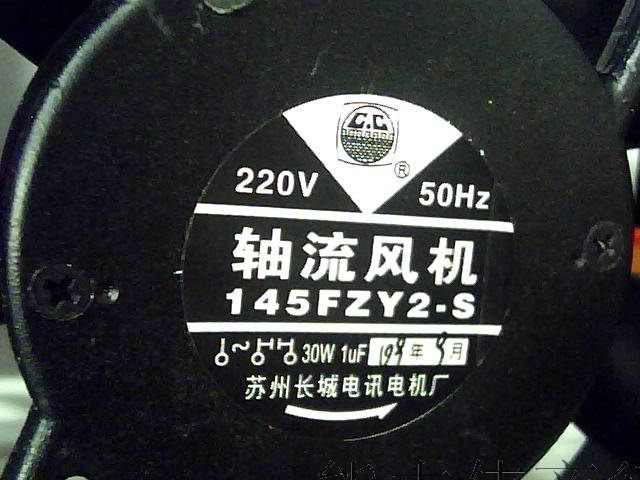 C.C
®
220V 50Hz
轴流风机
145FZY2-S
~ 30W 1uF 年 月
苏州长城电讯电机厂